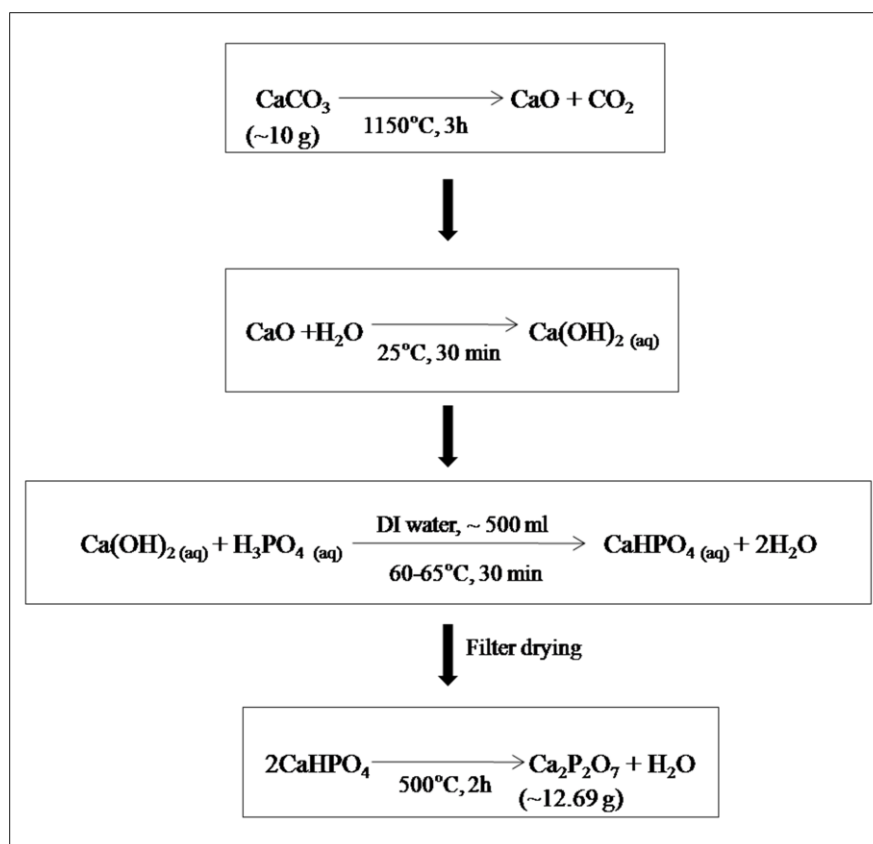 CaCO₃ → CaO + CO₂
(~10 g) 1150°C, 3h
CaO +H₂O → Ca(OH)₂ (aq)
25°C, 30 min
DI water, ~ 500 ml
Ca(OH)₂ (aq) + H₃PO₄ (aq) → CaHPO₄ (aq) + 2H₂O
60-65°C, 30 min
Filter drying
2CaHPO₄ → Ca₂P₂O₇ + H₂O
500°C, 2h (~12.69 g)